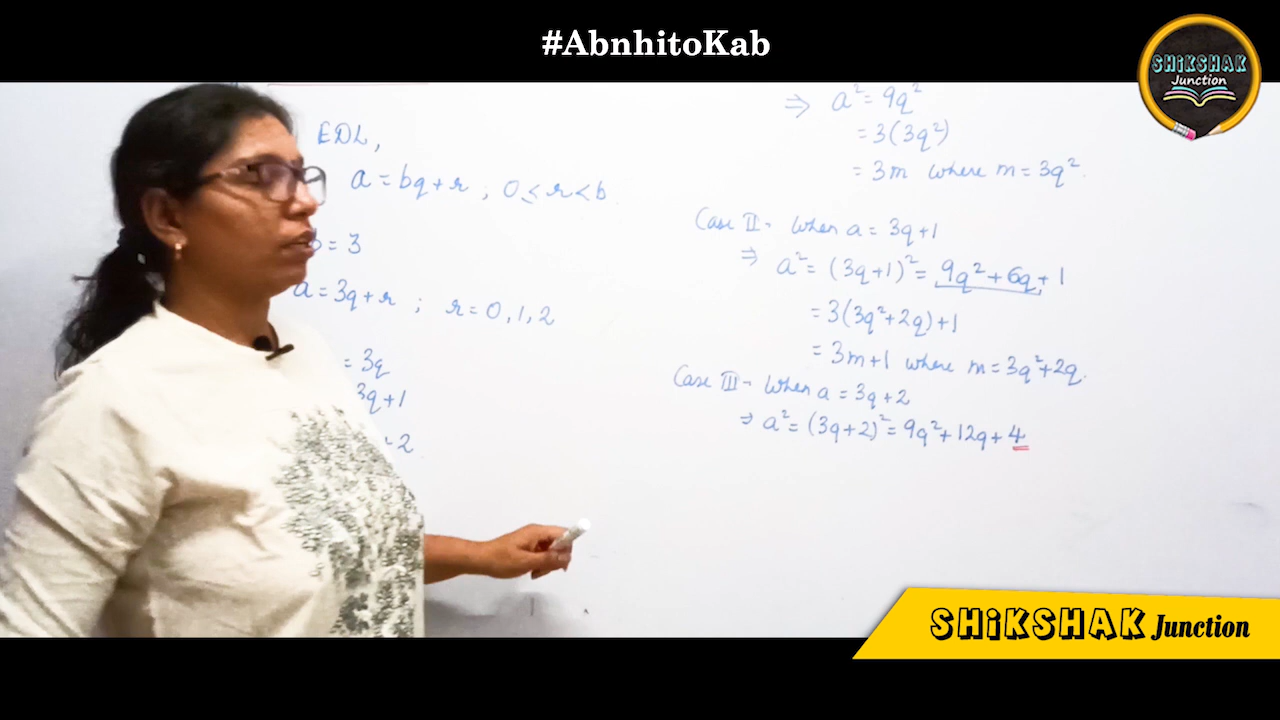 #AbnhitoKab
SHiKSHAK
Junction
EDL,
a = bq + r ; 0 ≤ r < b
= 3
a = 3q + r ; r = 0, 1, 2
= 3q
3q + 1
+ 2
⇒ a² = 9q²
= 3(3q²)
= 3m where m = 3q².
Case II - When a = 3q + 1
⇒ a² = (3q + 1)² = 9q² + 6q + 1
= 3(3q² + 2q) + 1
= 3m + 1 where m = 3q² + 2q.
Case III - When a = 3q + 2
⇒ a² = (3q + 2)² = 9q² + 12q + 4
SHiKSHAK Junction